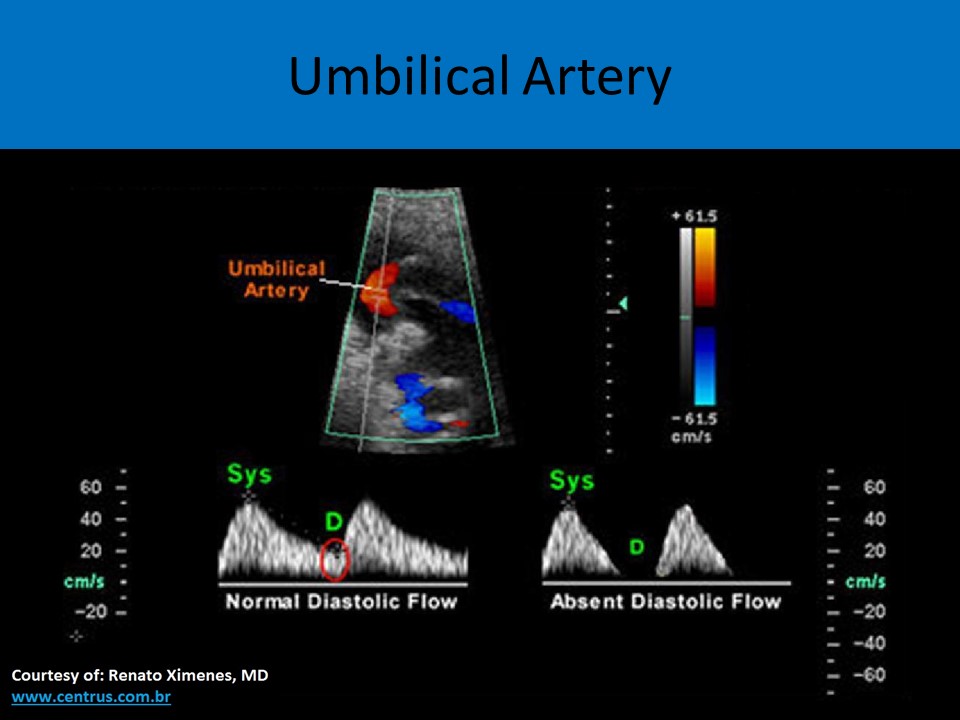 Umbilical Artery
+ 61.5
Umbilical
Artery
− 61.5
cm/s
Sys
Sys
60
60
40
D
40
20
D
20
cm/s
cm/s
−20
Normal Diastolic Flow
Absent Diastolic Flow
−20
−40
−60
Courtesy of: Renato Ximenes, MD
www.centrus.com.br